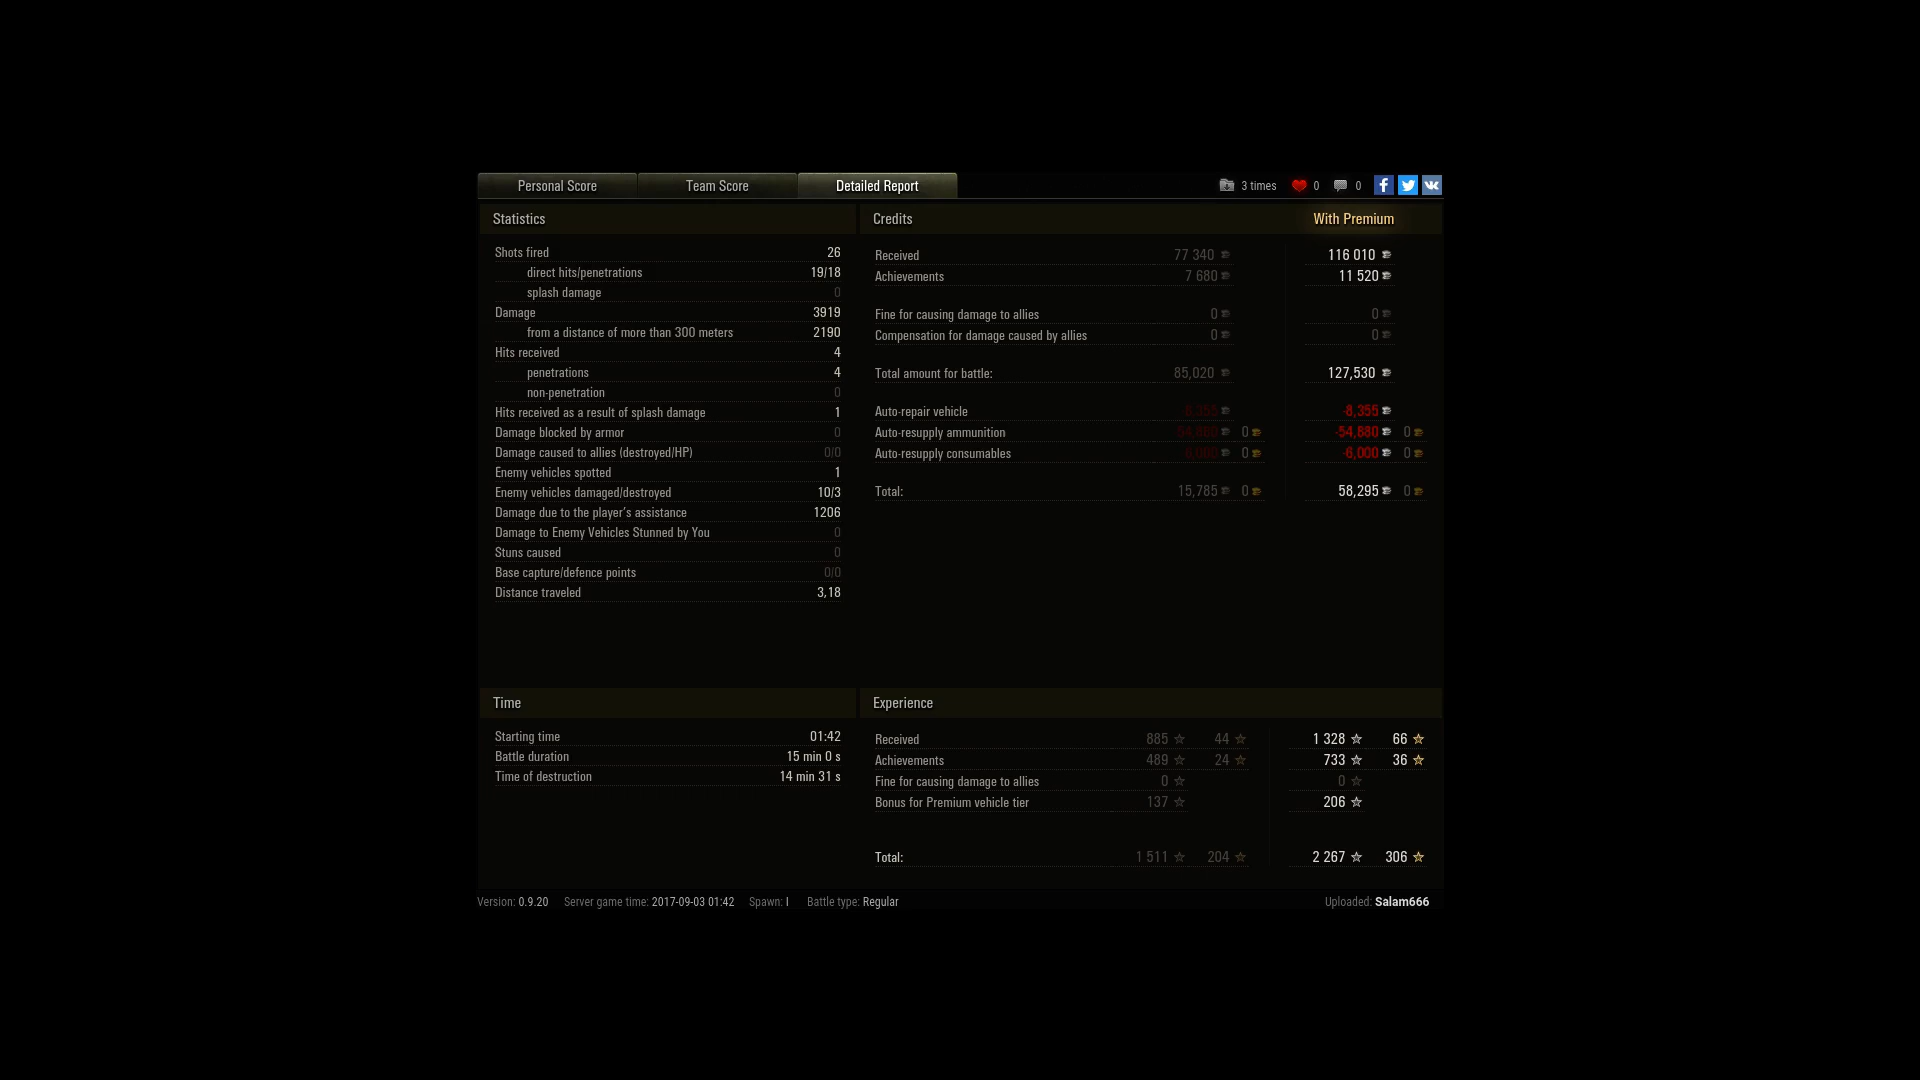 Personal Score Team Score Detailed Report 3 times 0 0
Statistics
Shots fired 26
direct hits/penetrations 19/18
splash damage 0
Damage 3919
from a distance of more than 300 meters 2190
Hits received 4
penetrations 4
non-penetration 0
Hits received as a result of splash damage 1
Damage blocked by armor 0
Damage caused to allies (destroyed/HP) 0/0
Enemy vehicles spotted 1
Enemy vehicles damaged/destroyed 10/3
Damage due to the player's assistance 1206
Damage to Enemy Vehicles Stunned by You 0
Stuns caused 0
Base capture/defence points 0/0
Distance traveled 3,18
Credits With Premium
Received 77 340 116 010
Achievements 7 680 11 520
Fine for causing damage to allies 0 0
Compensation for damage caused by allies 0 0
Total amount for battle: 85,020 127,530
Auto-repair vehicle -8,355 -8,355
Auto-resupply ammunition -54,880 0 -54,880 0
Auto-resupply consumables -6,000 0 -6,000 0
Total: 15,785 0 58,295 0
Time
Starting time 01:42
Battle duration 15 min 0 s
Time of destruction 14 min 31 s
Experience
Received 885 44 1 328 66
Achievements 489 24 733 36
Fine for causing damage to allies 0 0
Bonus for Premium vehicle tier 137 206
Total: 1 511 204 2 267 306
Version: 0.9.20 Server game time: 2017-09-03 01:42 Spawn: I Battle type: Regular Uploaded: Salam666